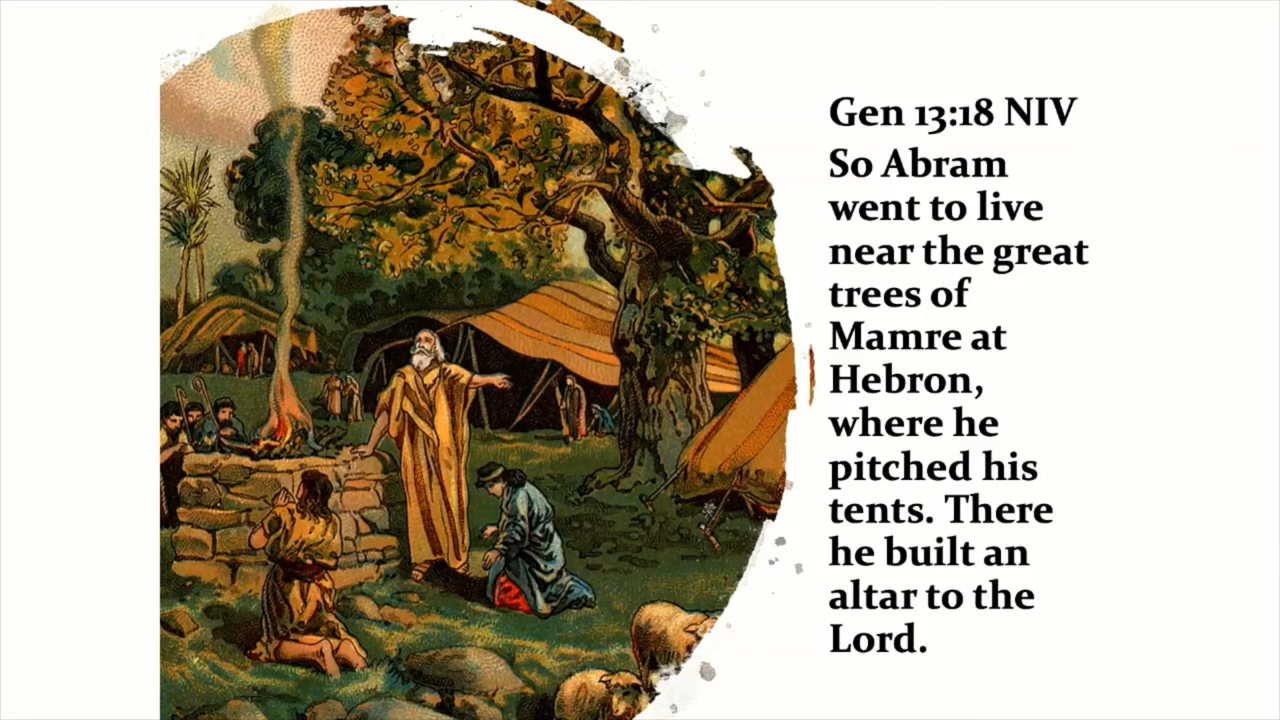 Gen 13:18 NIV
So Abram
went to live
near the great
trees of
Mamre at
Hebron,
where he
pitched his
tents. There
he built an
altar to the
Lord.